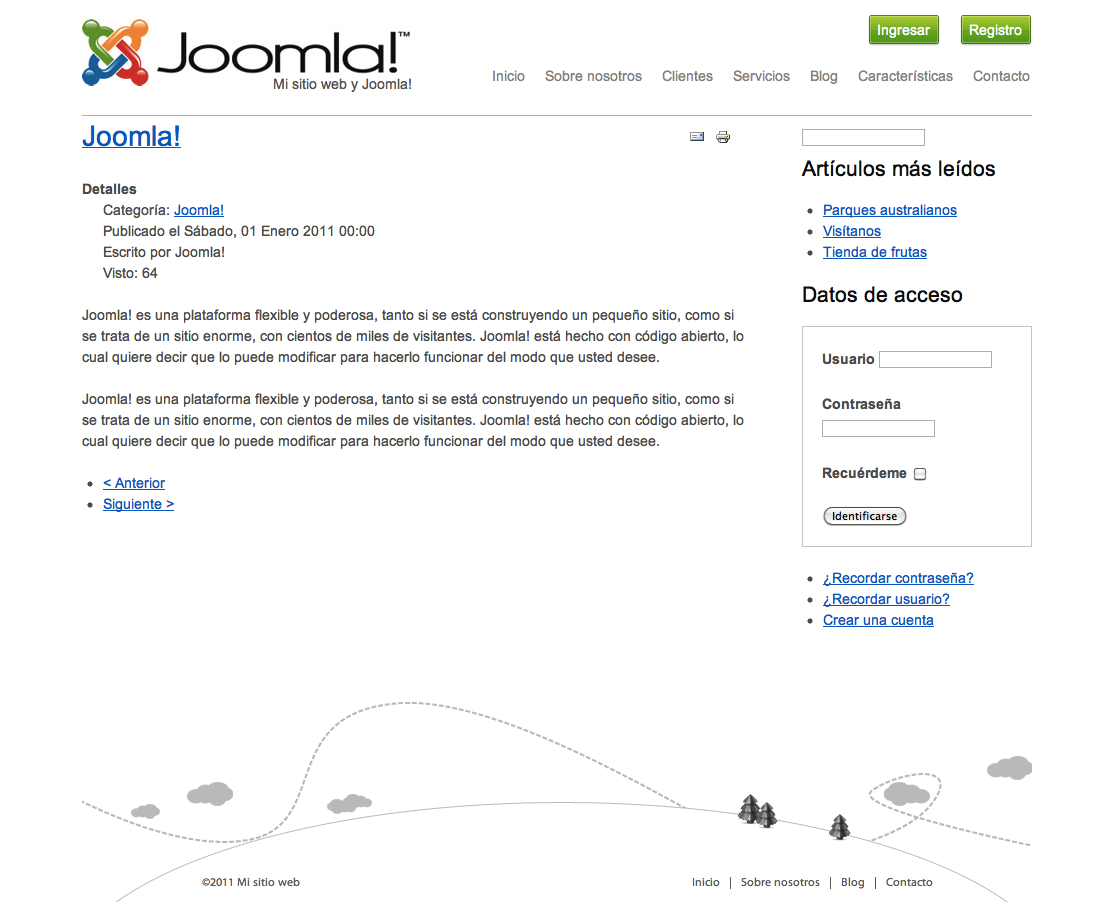 Joomla!™
Mi sitio web y Joomla!
Ingresar Registro
Inicio Sobre nosotros Clientes Servicios Blog Características Contacto
Joomla!
Detalles
Categoría: Joomla!
Publicado el Sábado, 01 Enero 2011 00:00
Escrito por Joomla!
Visto: 64
Joomla! es una plataforma flexible y poderosa, tanto si se está construyendo un pequeño sitio, como si
se trata de un sitio enorme, con cientos de miles de visitantes. Joomla! está hecho con código abierto, lo
cual quiere decir que lo puede modificar para hacerlo funcionar del modo que usted desee.
Joomla! es una plataforma flexible y poderosa, tanto si se está construyendo un pequeño sitio, como si
se trata de un sitio enorme, con cientos de miles de visitantes. Joomla! está hecho con código abierto, lo
cual quiere decir que lo puede modificar para hacerlo funcionar del modo que usted desee.
< Anterior
Siguiente >
Artículos más leídos
Parques australianos
Visítanos
Tienda de frutas
Datos de acceso
Usuario
Contraseña
Recuérdeme
Identificarse
¿Recordar contraseña?
¿Recordar usuario?
Crear una cuenta
©2011 Mi sitio web
Inicio | Sobre nosotros | Blog | Contacto